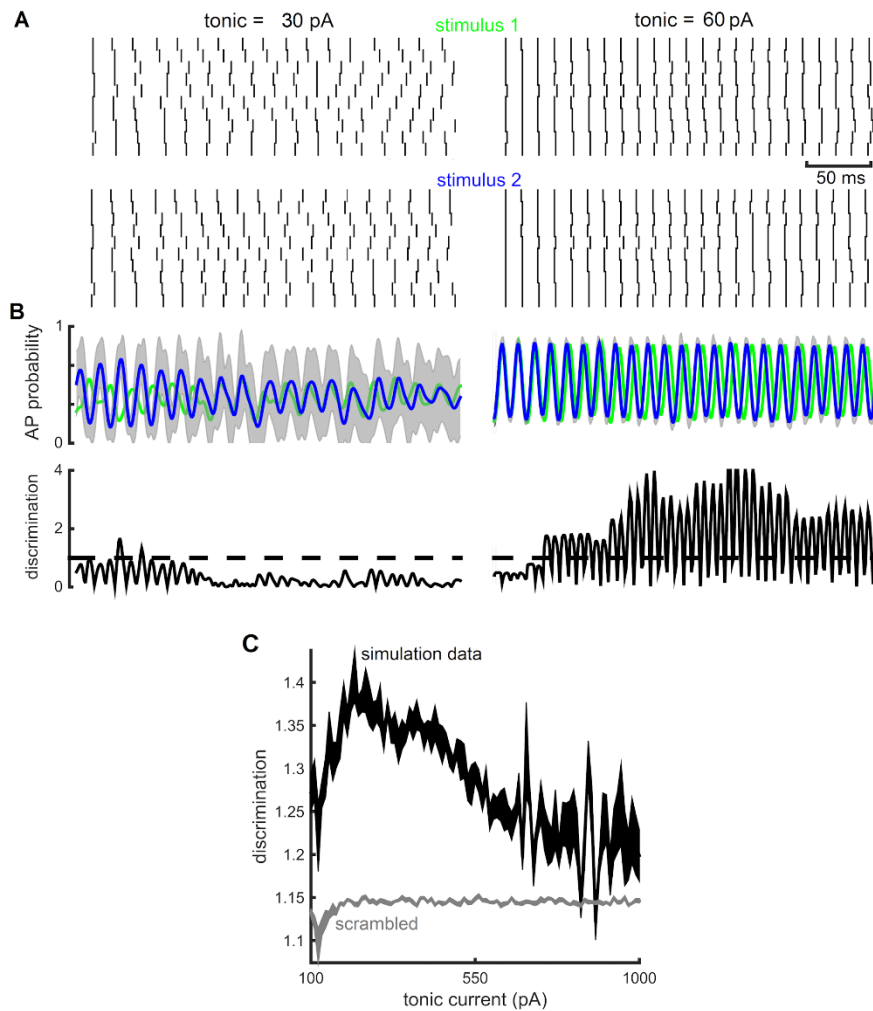 A
tonic = 30 pA
stimulus 1
tonic = 60 pA
50 ms
stimulus 2
B
1
AP probability
0
4
discrimination
2
0
C
simulation data
1.4
1.35
1.3
discrimination
1.25
1.2
1.15
scrambled
1.1
100
550
1000
tonic current (pA)